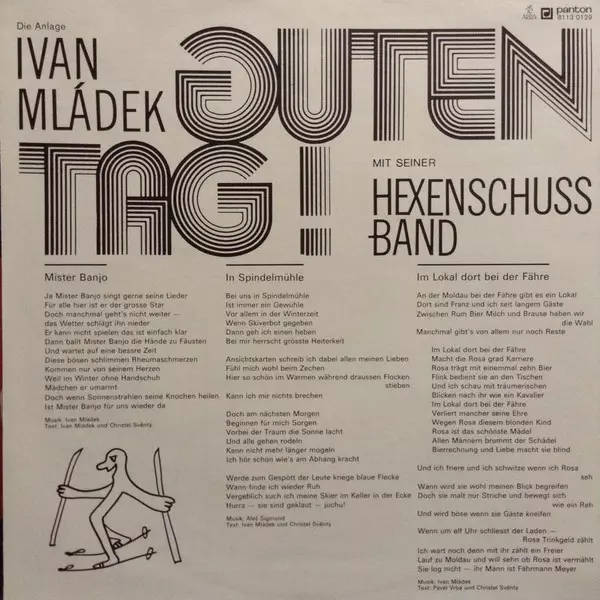 Die Anlage
panton
8113 0129
IVAN
MLÁDEK
GUTEN
TAG!
MIT SEINER
HEXENSCHUSS
BAND
Mister Banjo
Ja Mister Banjo singt gerne seine Lieder
Für alle hier ist er der grosse Star
Doch manchmal geht's nicht weiter —
das Wetter schlägt ihn nieder
Er kann nicht spielen das ist einfach klar
Dann ballt Mister Banjo die Hände zu Fäusten
Und wartet auf eine bessre Zeit
Diese bösen schlimmen Rheumaschmerzen
Kommen nur von seinem Herzen
Weil im Winter ohne Handschuh
Mädchen er umarmt
Doch wenn Sonnenstrahlen seine Knochen heilen
Ist Mister Banjo für uns wieder da
Musik: Ivan Mládek
Text: Ivan Mládek und Christel Svěnty
In Spindelmühle
Bei uns in Spindelmühle
Ist immer ein Gewühle
Vor allem in der Winterzeit
Wenn Skiverbot gegeben
Dann geh ich einen heben
Bei mir herrscht grösste Heiterkeit
Ansichtskarten schreib ich dabei allen meinen Lieben
Fühl mich wohl beim Zechen
Hier so schön im Warmen während draussen Flocken
stieben
Kann ich mir nichts brechen
Doch am nächsten Morgen
Beginnen für mich Sorgen
Vorbei der Traum die Sonne lacht
Und alle gehen rodeln
Kann nicht mehr länger mogeln
Ich hör schon wie's am Abhang kracht
Werde zum Gespött der Leute kriege blaue Flecke
Wann finde ich wieder Ruh
Vergeblich such ich meine Skier im Keller in der Ecke
Hurra — sie sind geklaut — juchu!
Musik: Aleš Sigmund
Text: Ivan Mládek und Christel Svěnty
Im Lokal dort bei der Fähre
An der Moldau bei der Fähre gibt es ein Lokal
Dort sind Franz und ich seit langem Gäste
Zwischen Rum Bier Milch und Brause haben wir
die Wahl
Manchmal gibt's von allem nur noch Reste
Im Lokal dort bei der Fähre
Macht die Rosa grad Karriere
Rosa trägt mit einemmal zehn Bier
Flink bedient sie an den Tischen
Und ich schau mit träumerischen
Blicken nach ihr wie ein Kavalier
Im Lokal dort bei der Fähre
Verliert mancher seine Ehre
Wegen Rosa diesem blonden Kind
Rosa ist das schönste Mädel
Allen Männern brummt der Schädel
Bierrechnung und Liebe macht sie blind
Und ich friere und ich schwitze wenn ich Rosa
seh
Wann wird sie wohl meinen Blick begreifen
Doch sie malt nur Striche und bewegt sich
wie ein Reh
Und wird böse wenn sie Gäste kneifen
Wenn um elf Uhr schliesst der Laden —
Rosa Trinkgeld zählt
Ich wart noch denn mit ihr zählt ein Freier
Lauf zu Moldau und will sehn ob Rosa ist vermählt
Sie log nicht — ihr Mann ist Fährmann Meyer
Musik: Ivan Mládek
Text: Pavel Vrba und Christel Svěnty